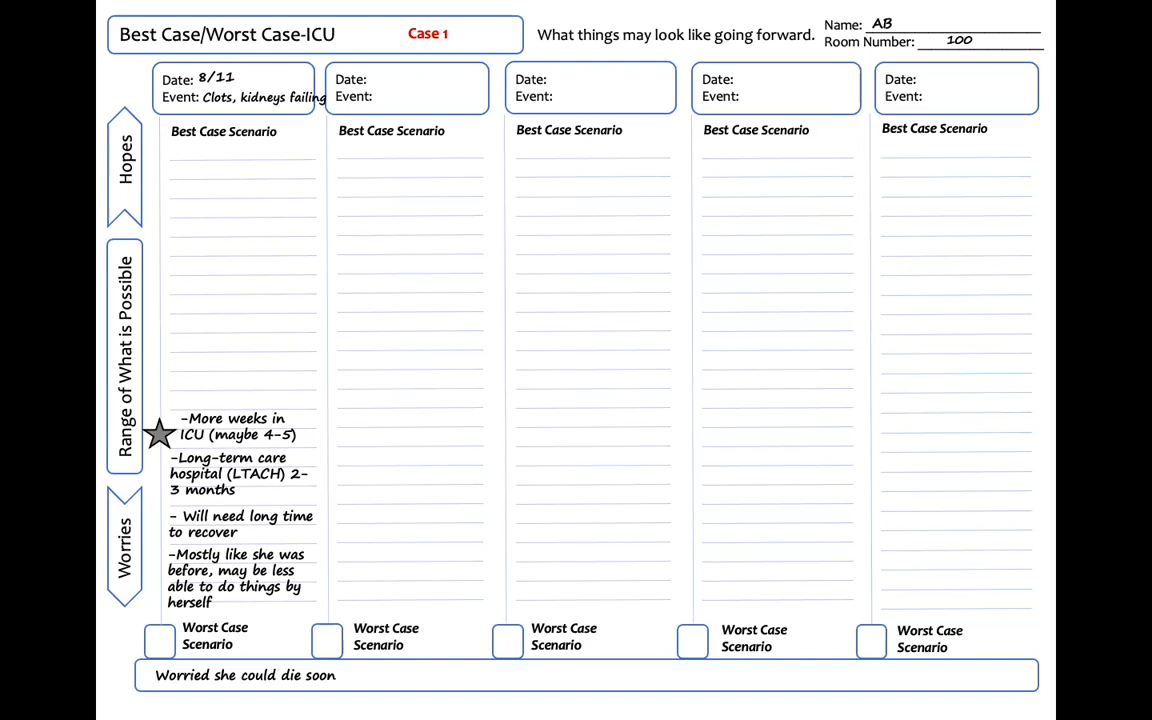 Best Case/Worst Case-ICU
Case 1
What things may look like going forward.
Name: AB
Room Number: 100
Date: 8/11
Event: Clots, kidneys failing
Date:
Event:
Date:
Event:
Date:
Event:
Date:
Event:
Hopes
Range of What is Possible
Worries
Best Case Scenario
Best Case Scenario
Best Case Scenario
Best Case Scenario
Best Case Scenario
-More weeks in
ICU (maybe 4-5)
-Long-term care
hospital (LTACH) 2-
3 months
- Will need long time
to recover
-Mostly like she was
before, may be less
able to do things by
herself
Worst Case
Scenario
Worst Case
Scenario
Worst Case
Scenario
Worst Case
Scenario
Worst Case
Scenario
Worried she could die soon